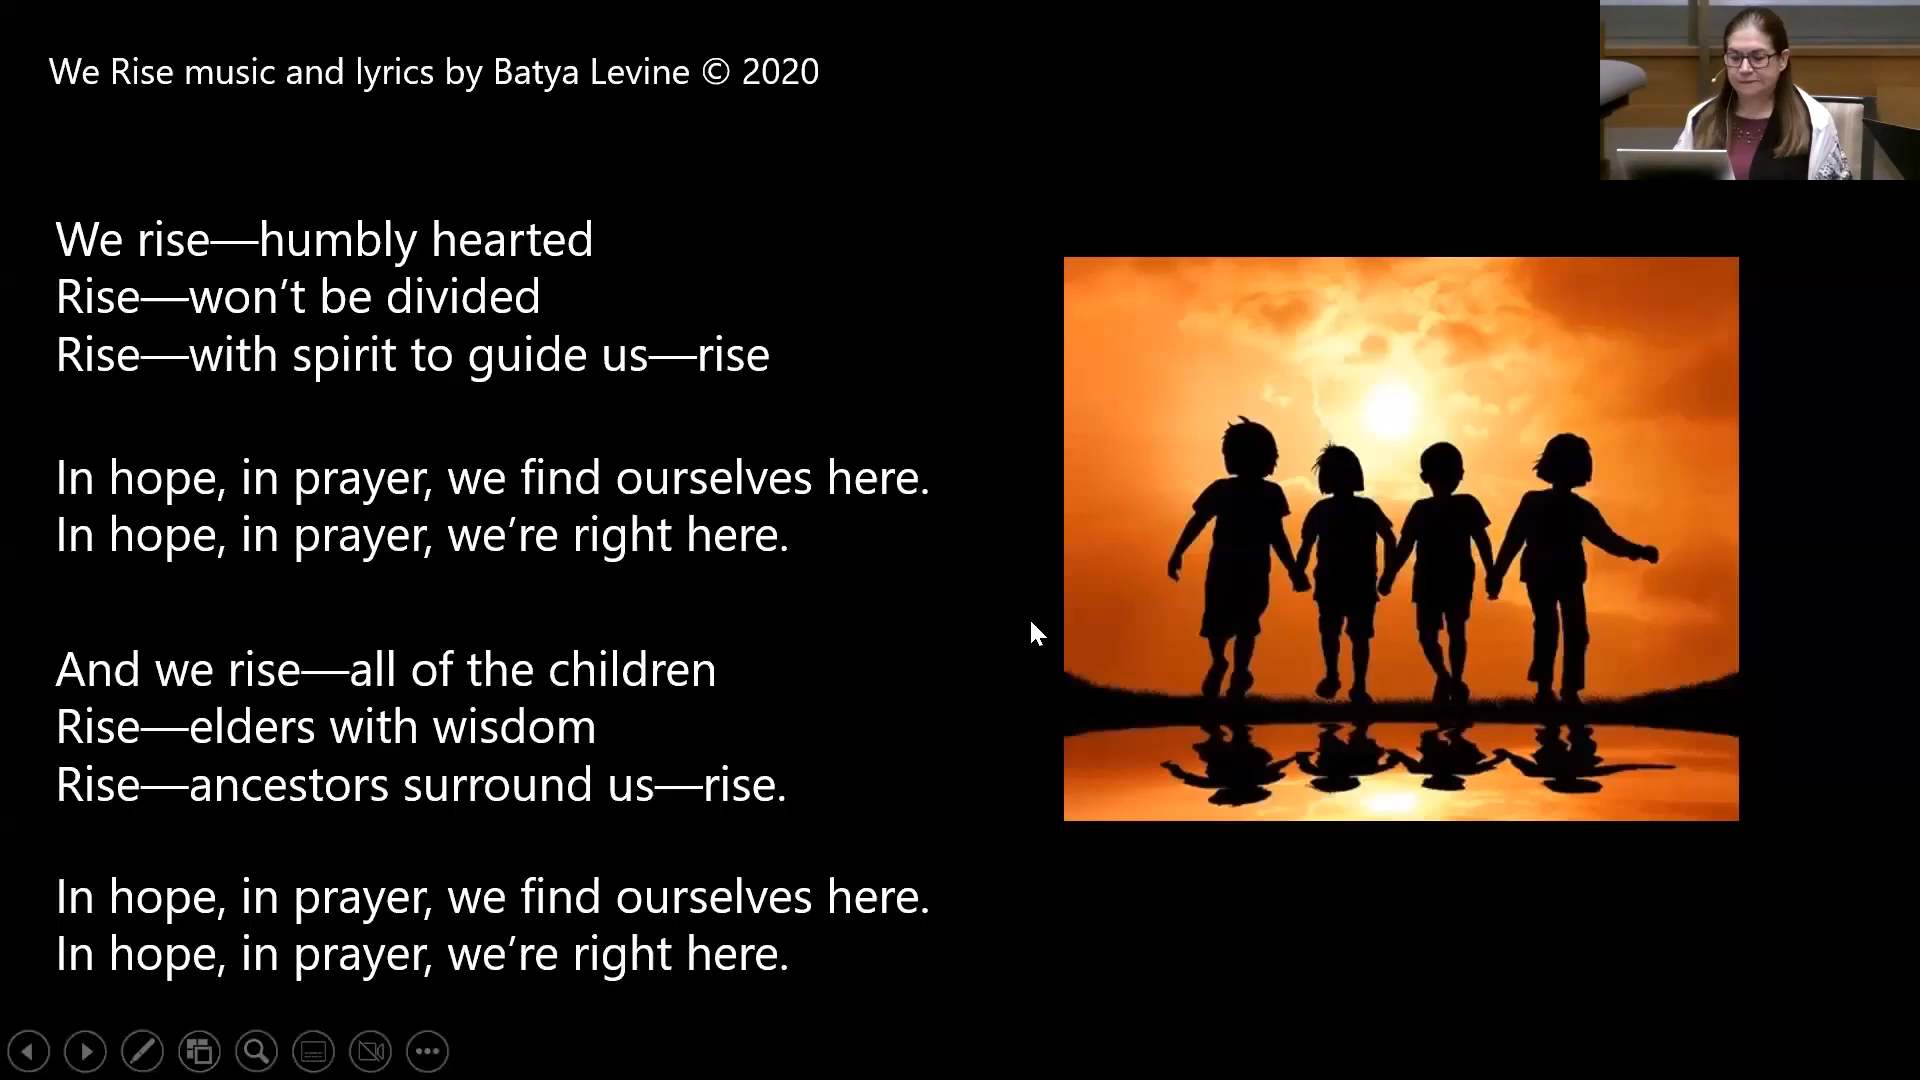 We Rise music and lyrics by Batya Levine © 2020
We rise—humbly hearted
Rise—won’t be divided
Rise—with spirit to guide us—rise
In hope, in prayer, we find ourselves here.
In hope, in prayer, we’re right here.
And we rise—all of the children
Rise—elders with wisdom
Rise—ancestors surround us—rise.
In hope, in prayer, we find ourselves here.
In hope, in prayer, we’re right here.